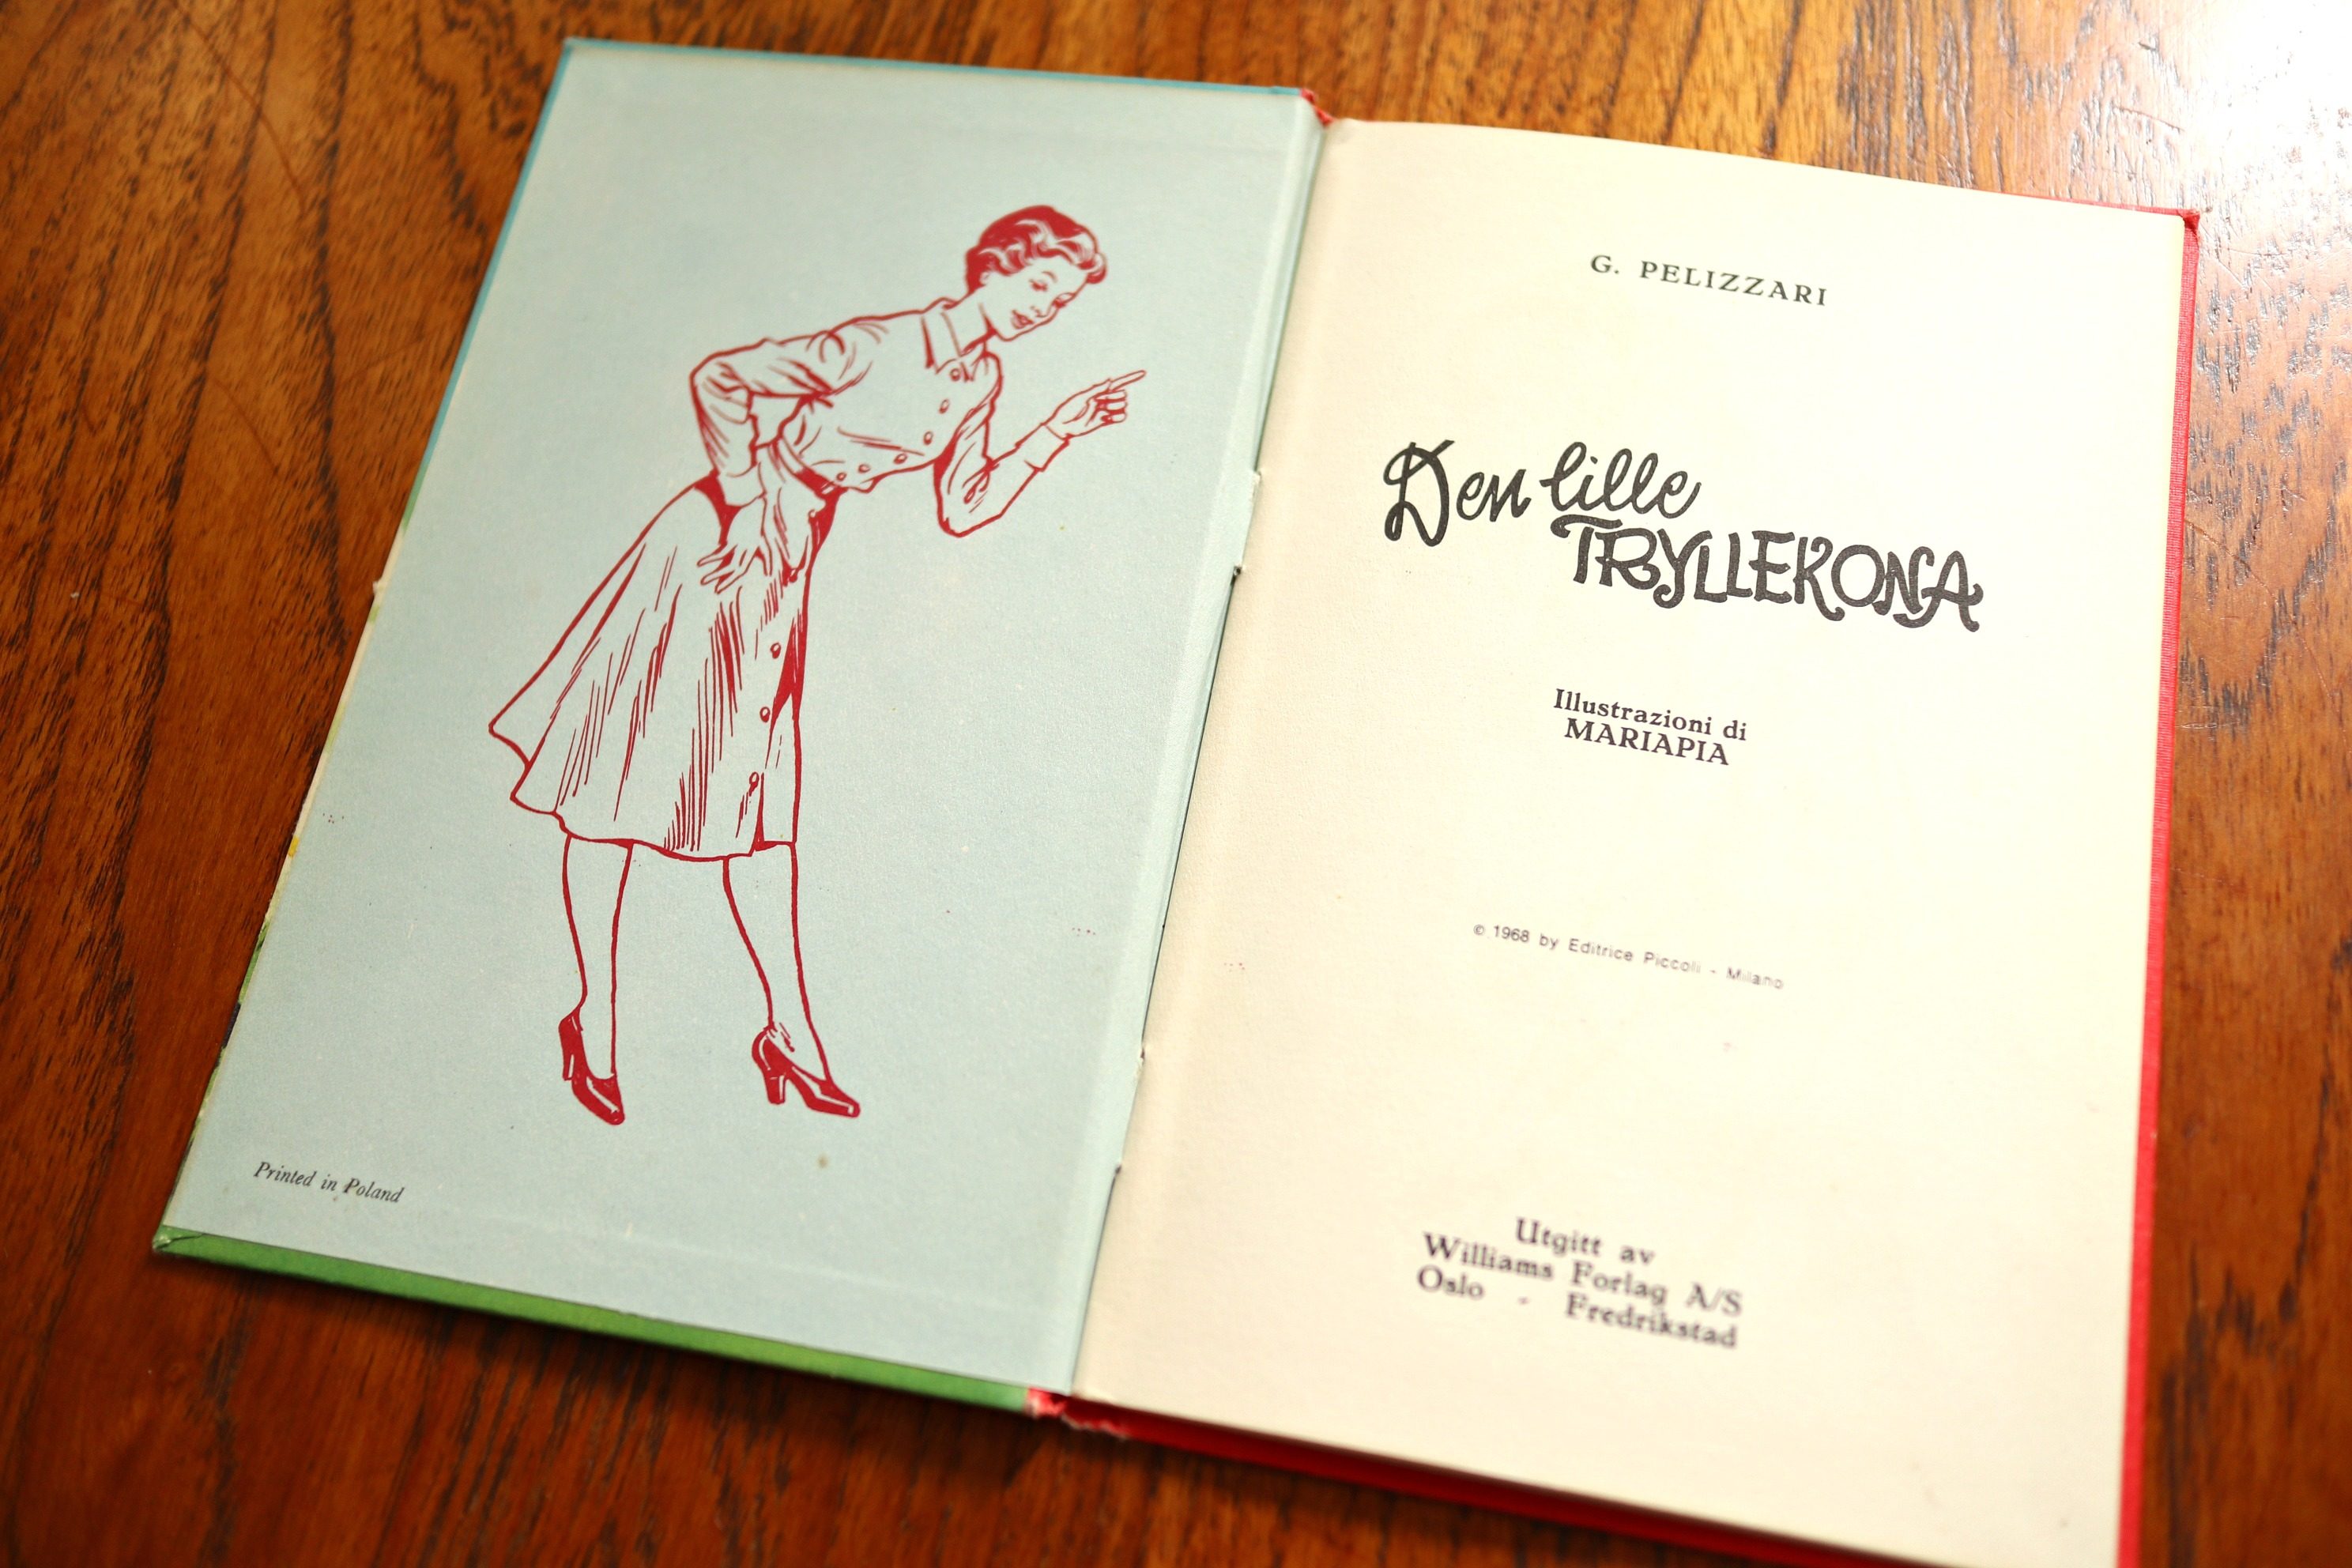 Printed in Poland
G. PELIZZARI
Den lille
TRYLLEKONA
Illustrazioni di
MARIAPIA
© 1968 by Editrice Piccoli - Milano
Utgitt av
Williams Forlag A/S
Oslo - Fredrikstad